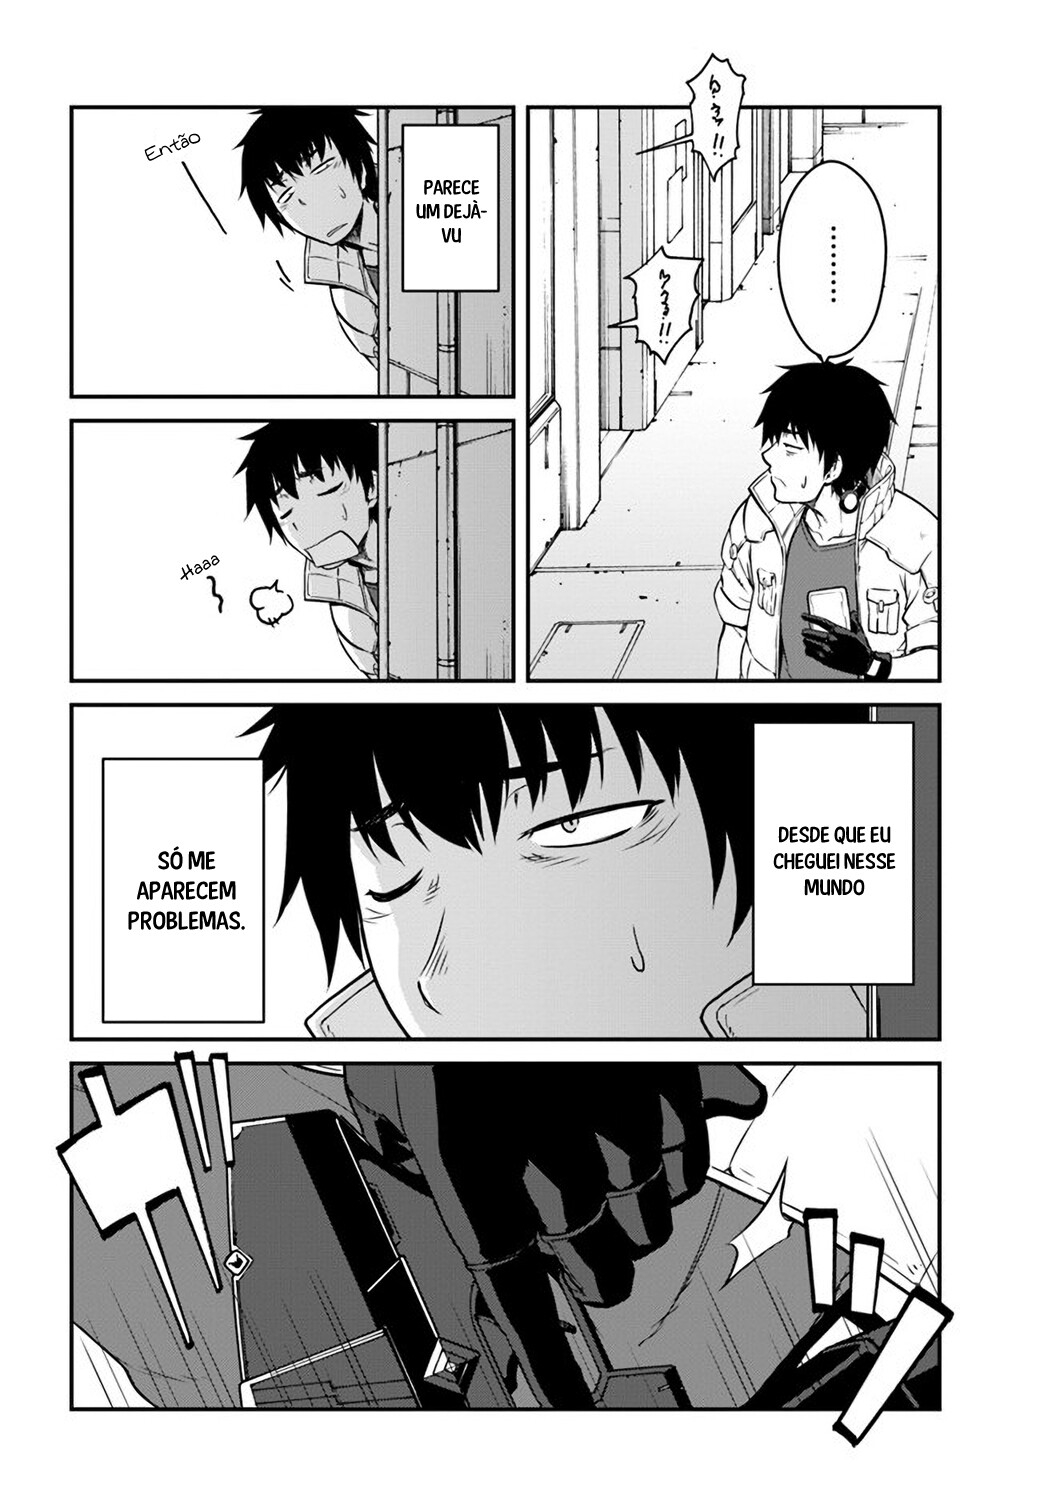 ………
PARECE
UM DEJÀ-
VU
Então
Haaa
DESDE QUE EU
CHEGUEI NESSE
MUNDO
SÓ ME
APARECEM
PROBLEMAS.